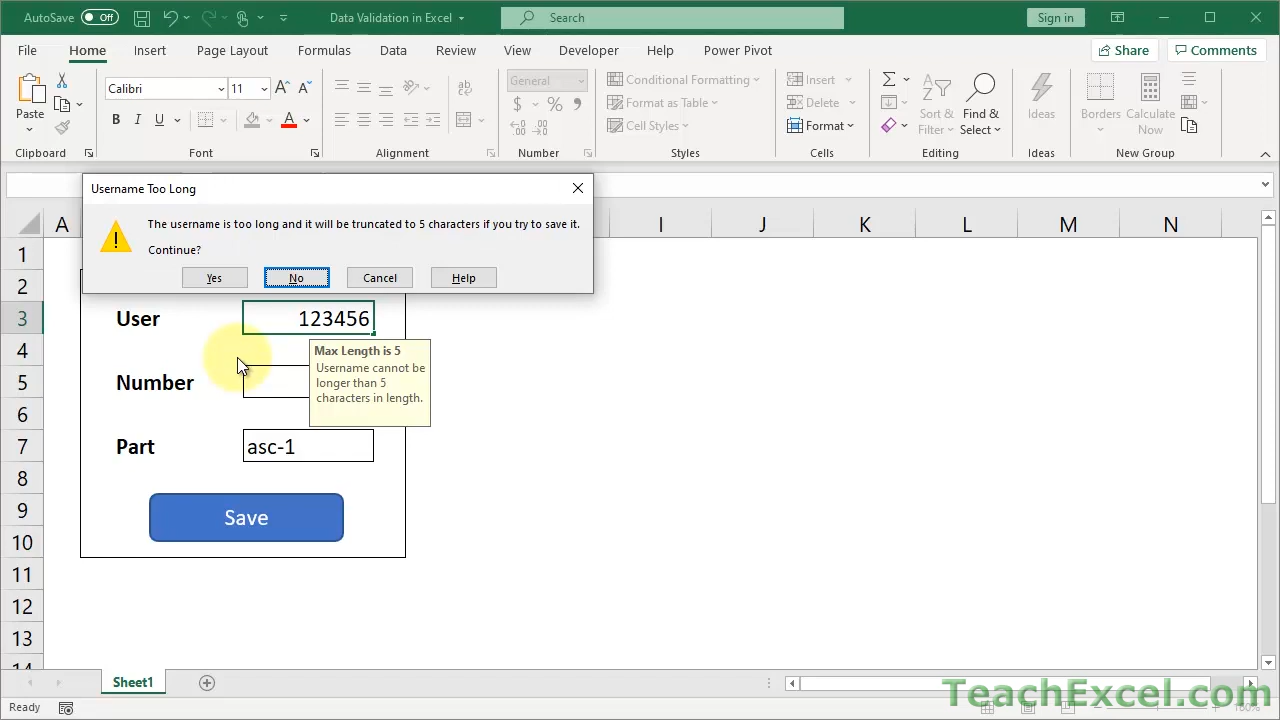 AutoSave Off Data Validation in Excel Search Sign in
File Home Insert Page Layout Formulas Data Review View Developer Help Power Pivot Share Comments
Calibri 11 A A ab General Conditional Formatting Insert Σ A Z
Paste $ % 9 Format as Table Delete Sort & Find & Ideas Borders Calculate
B I U A Cell Styles Format Filter Select Now
Clipboard Font Alignment Number Styles Cells Editing Ideas New Group
Username Too Long
The username is too long and it will be truncated to 5 characters if you try to save it.
Continue?
Yes No Cancel Help
A I J K L M N
1
2
3 User 123456
4 Max Length is 5
Username cannot be
longer than 5
characters in length.
5 Number
6
7 Part asc-1
8
9 Save
10
11
12
13
14
Sheet1
Ready
TeachExcel.com
100%